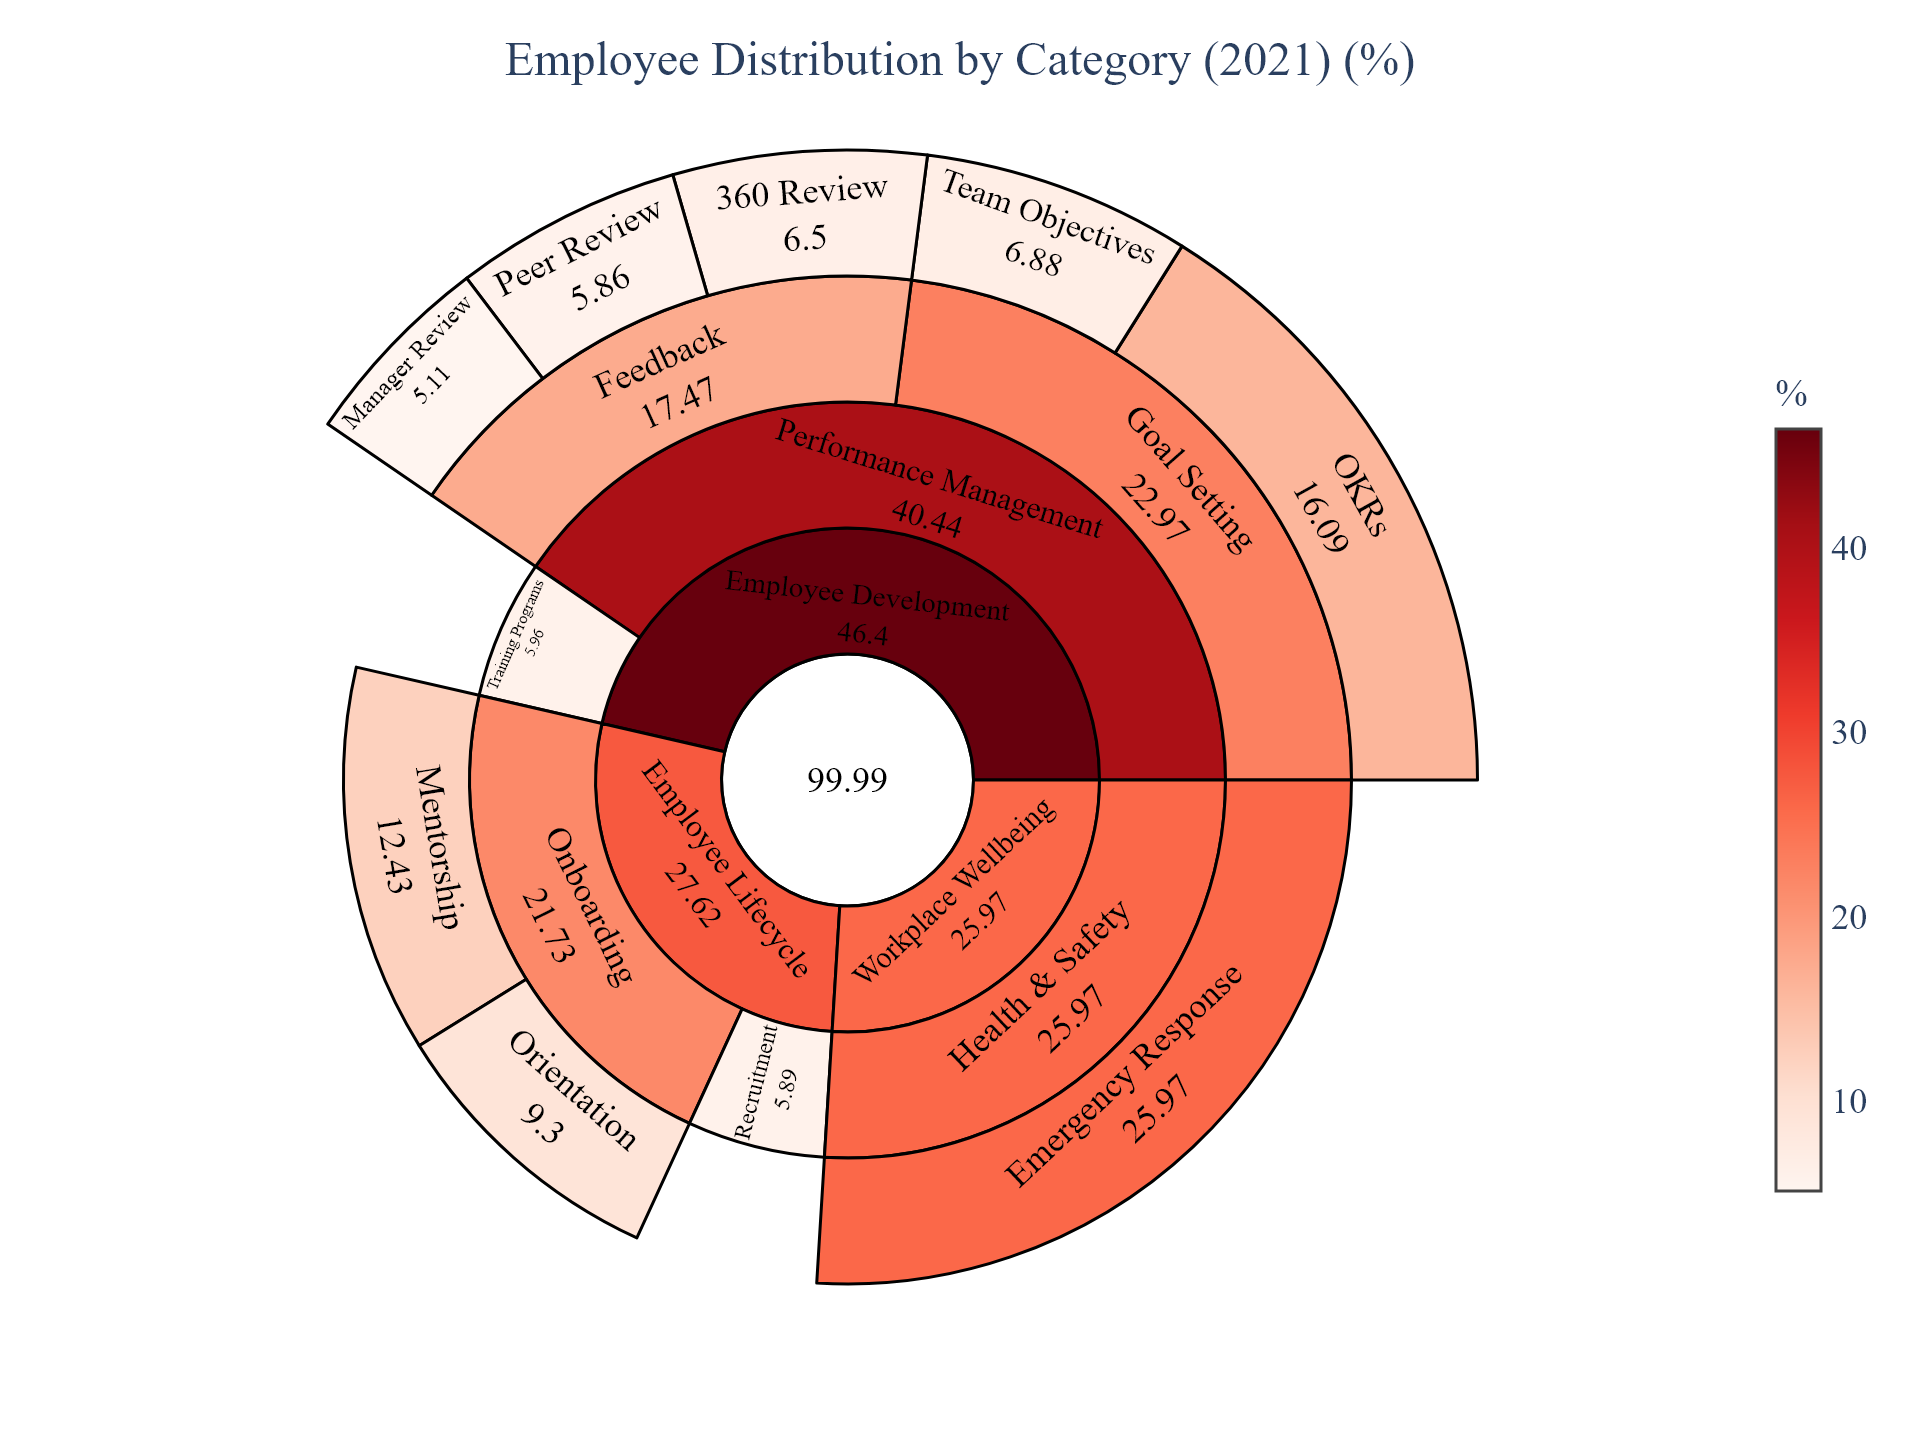 Employee Distribution by Category (2021) (%)
360 Review
6.5
Team Objectives
6.88
Peer Review
5.86
Manager Review
5.11
Feedback
17.47
Goal Setting
22.97
OKRs
16.09
Performance Management
40.44
Employee Development
46.4
Training Programs
5.96
99.99
Mentorship
12.43
Onboarding
21.73
Employee Lifecycle
27.62
Workplace Wellbeing
25.97
Health & Safety
25.97
Emergency Response
25.97
Orientation
9.3
Recruitment
5.89
%
40
30
20
10